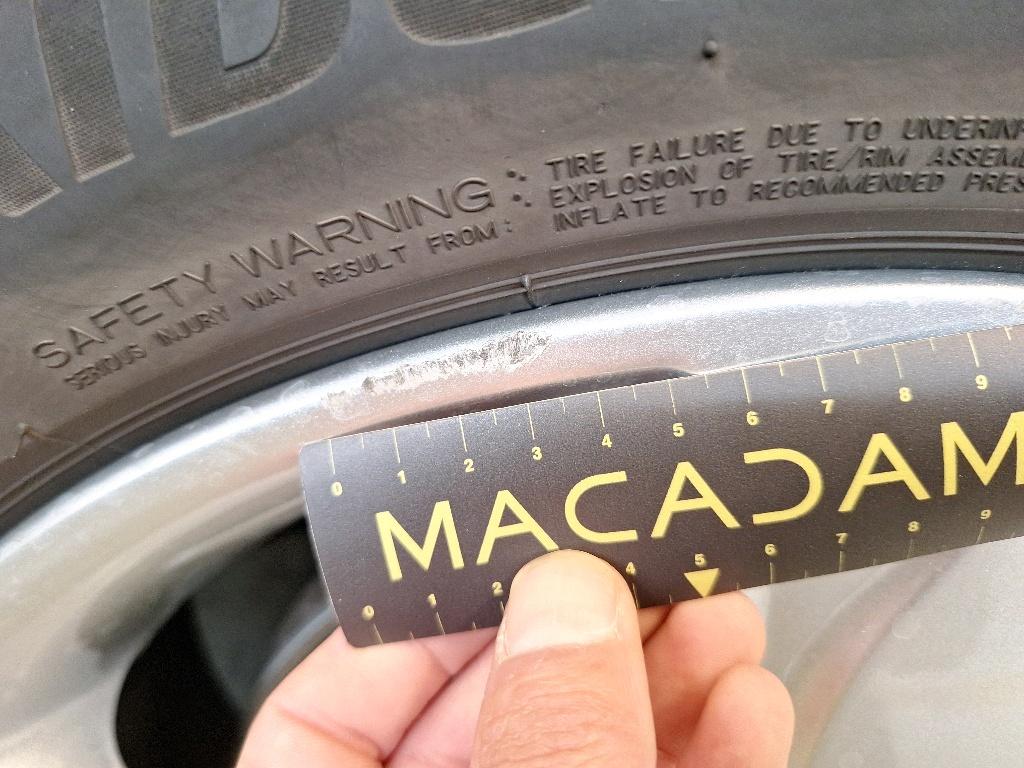 SAFETY WARNING:
SERIOUS INJURY MAY RESULT FROM:
TIRE FAILURE DUE TO
EXPLOSION OF TIRE/RIM
INFLATE TO RECOMMENDED
0 1 2 3 4 5 6 7 8 9
MACADAM
0 1 2 4 5 6 7 8 9